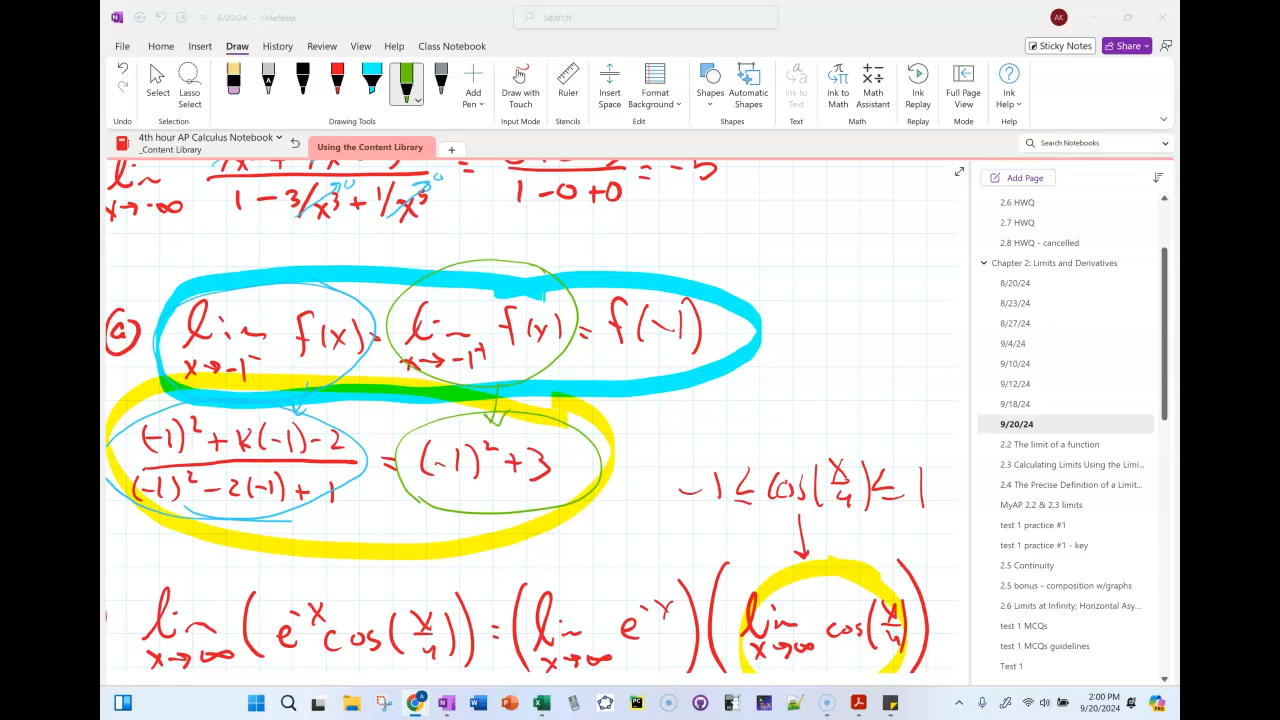 6/20/24 - OneNote
Search
AK
File Home Insert Draw History Review View Help Class Notebook
Sticky Notes Share
Select Lasso Select Add Pen Draw with Touch Ruler Insert Space Format Background Shapes Automatic Shapes Ink to Text Ink to Math Math Assistant Ink Replay Full Page View Ink Help
Undo Selection Drawing Tools Input Mode Stencils Edit Shapes Text Math Replay Mode Help
4th hour AP Calculus Notebook
_Content Library
Using the Content Library
+
Search Notebooks
Add Page
2.6 HWQ
2.7 HWQ
2.8 HWQ - cancelled
Chapter 2: Limits and Derivatives
8/20/24
8/23/24
8/27/24
9/4/24
9/10/24
9/12/24
9/18/24
9/20/24
2.2 The limit of a function
2.3 Calculating Limits Using the Limi...
2.4 The Precise Definition of a Limit...
MyAP 2.2 & 2.3 limits
test 1 practice #1
test 1 practice #1 - key
2.5 Continuity
2.5 bonus - composition w/graphs
2.6 Limits at Infinity; Horizontal Asy...
test 1 MCQs
test 1 MCQs guidelines
Test 1
lim x→-∞ 1 - 3/x³ + 1/x⁵ = 1 - 0 + 0 = -5
lim x→-1⁻ f(x) = lim x→-1⁺ f(x) = f(-1)
(-1)² + K(-1) - 2 / (-1)² - 2(-1) + 1 = (-1)² + 3
-1 ≤ cos(x/4) ≤ 1
lim x→∞ (e^-x cos(x/4)) = (lim x→∞ e^-x)(lim x→∞ cos(x/4))
2:00 PM
9/20/2024